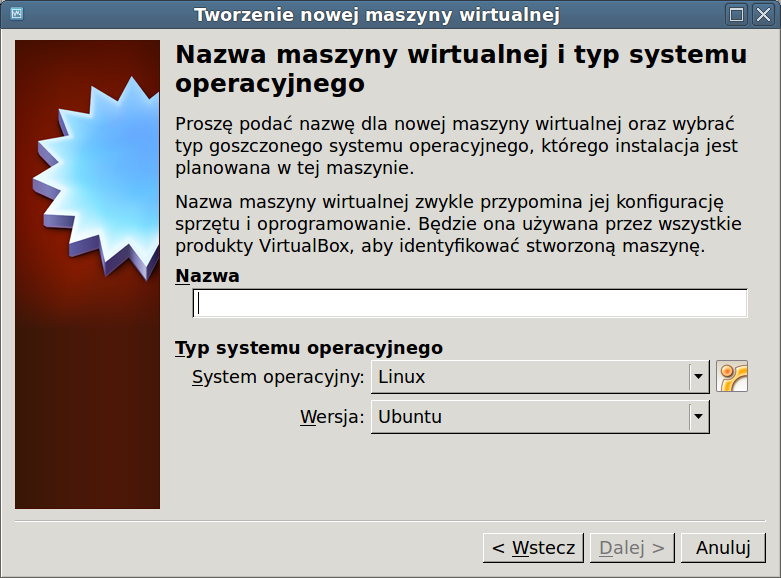 Tworzenie nowej maszyny wirtualnej
Nazwa maszyny wirtualnej i typ systemu
operacyjnego
Proszę podać nazwę dla nowej maszyny wirtualnej oraz wybrać
typ goszczonego systemu operacyjnego, którego instalacja jest
planowana w tej maszynie.
Nazwa maszyny wirtualnej zwykle przypomina jej konfigurację
sprzętu i oprogramowanie. Będzie ona używana przez wszystkie
produkty VirtualBox, aby identyfikować stworzoną maszynę.
Nazwa
Typ systemu operacyjnego
System operacyjny: Linux
Wersja: Ubuntu
< Wstecz Dalej > Anuluj